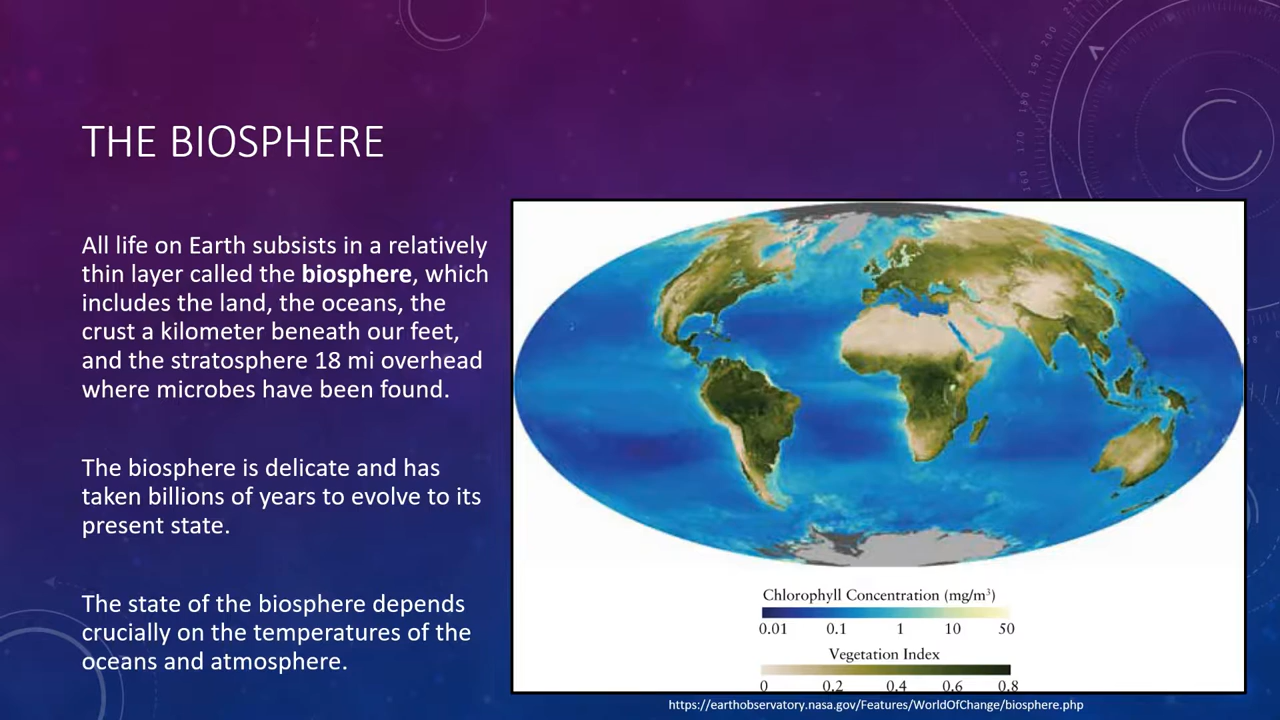 THE BIOSPHERE
All life on Earth subsists in a relatively
thin layer called the biosphere, which
includes the land, the oceans, the
crust a kilometer beneath our feet,
and the stratosphere 18 mi overhead
where microbes have been found.
The biosphere is delicate and has
taken billions of years to evolve to its
present state.
The state of the biosphere depends
crucially on the temperatures of the
oceans and atmosphere.
Chlorophyll Concentration (mg/m³)
0.01 0.1 1 10 50
Vegetation Index
0 0.2 0.4 0.6 0.8
https://earthobservatory.nasa.gov/Features/WorldOfChange/biosphere.php
160
170
180
190
200